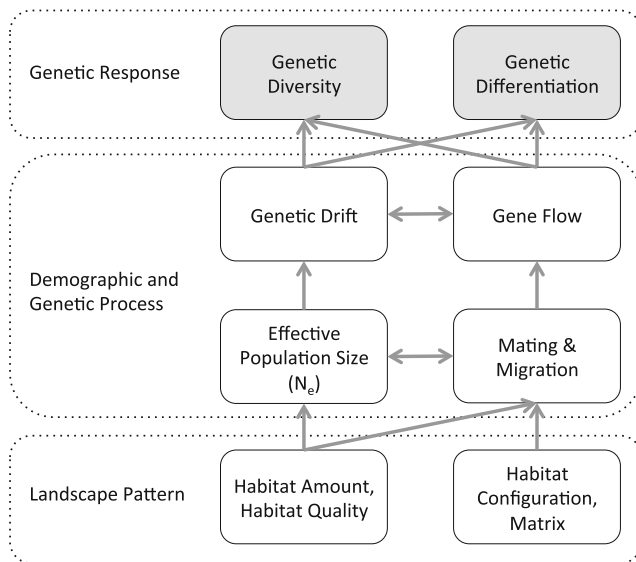 Genetic Response
Genetic
Diversity
Genetic
Differentiation
Demographic and
Genetic Process
Genetic Drift
Gene Flow
Effective
Population Size
(Ne)
Mating &
Migration
Landscape Pattern
Habitat Amount,
Habitat Quality
Habitat
Configuration,
Matrix